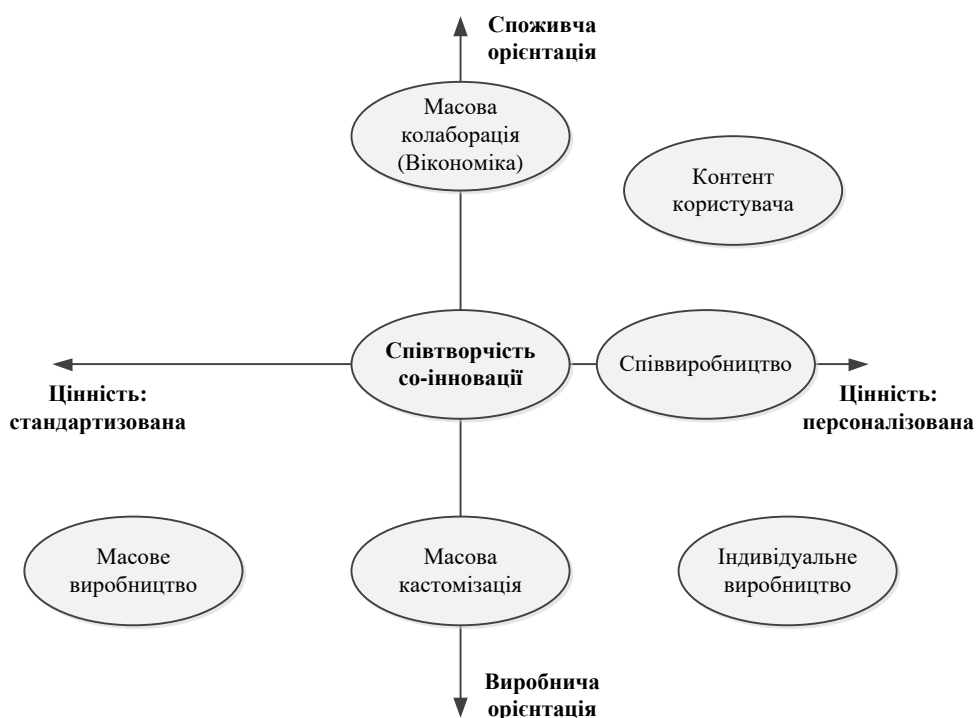 Споживча
орієнтація
Масова
колаборація
(Вікономіка)
Контент
користувача
Співтворчість
со-інновації
Співвиробництво
Цінність:
стандартизована
Цінність:
персоналізована
Масове
виробництво
Масова
кастомізація
Індивідуальне
виробництво
Виробнича
орієнтація